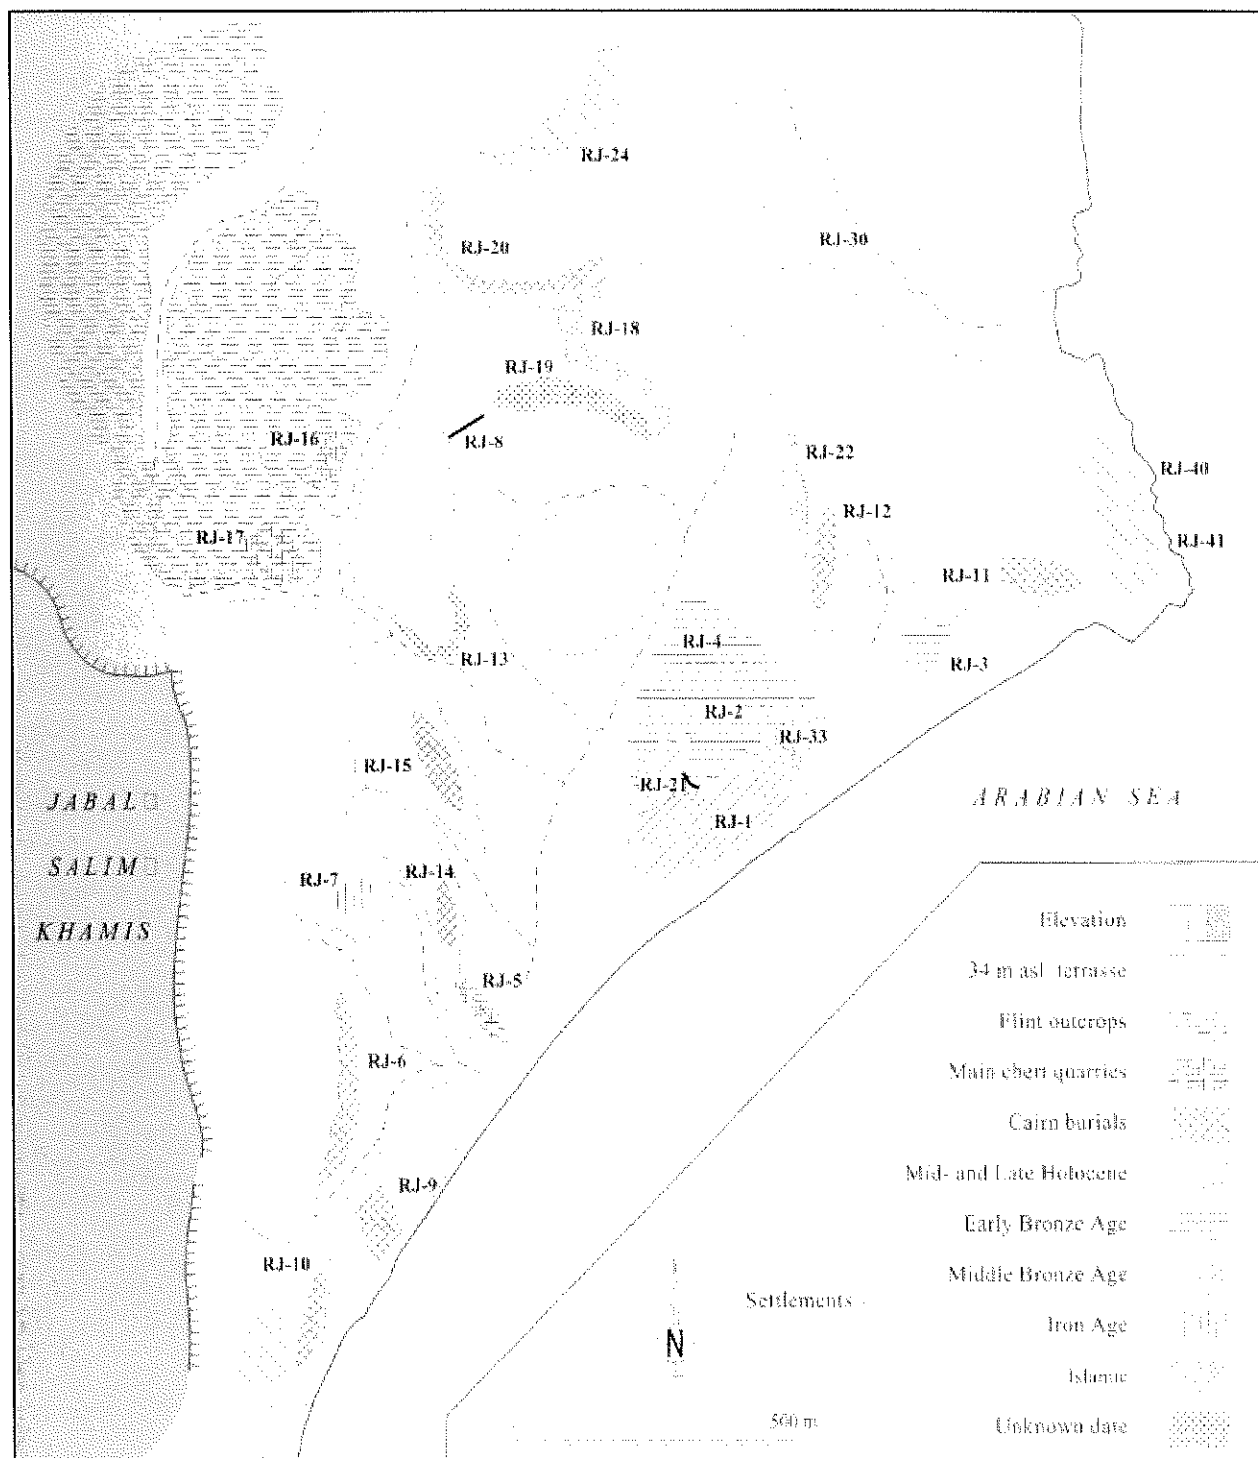 RJ-24
RJ-20
RJ-30
RJ-18
RJ-19
RJ-16
RJ-8
RJ-22
RJ-40
RJ-12
RJ-17
RJ-41
RJ-11
RJ-4
RJ-13
RJ-3
RJ-2
RJ-33
RJ-15
RJ-21
RJ-1
JABAL
SALIM
KHAMIS
ARABIAN SEA
RJ-14
RJ-7
RJ-5
RJ-6
RJ-9
RJ-10
Elevation
34 m asl terrasse
Flint outcrops
Main chert quarries
Cairn burials
Mid- and Late Holocene
Early Bronze Age
Middle Bronze Age
Settlements
Iron Age
Islamic
Unknown date
N
500 m